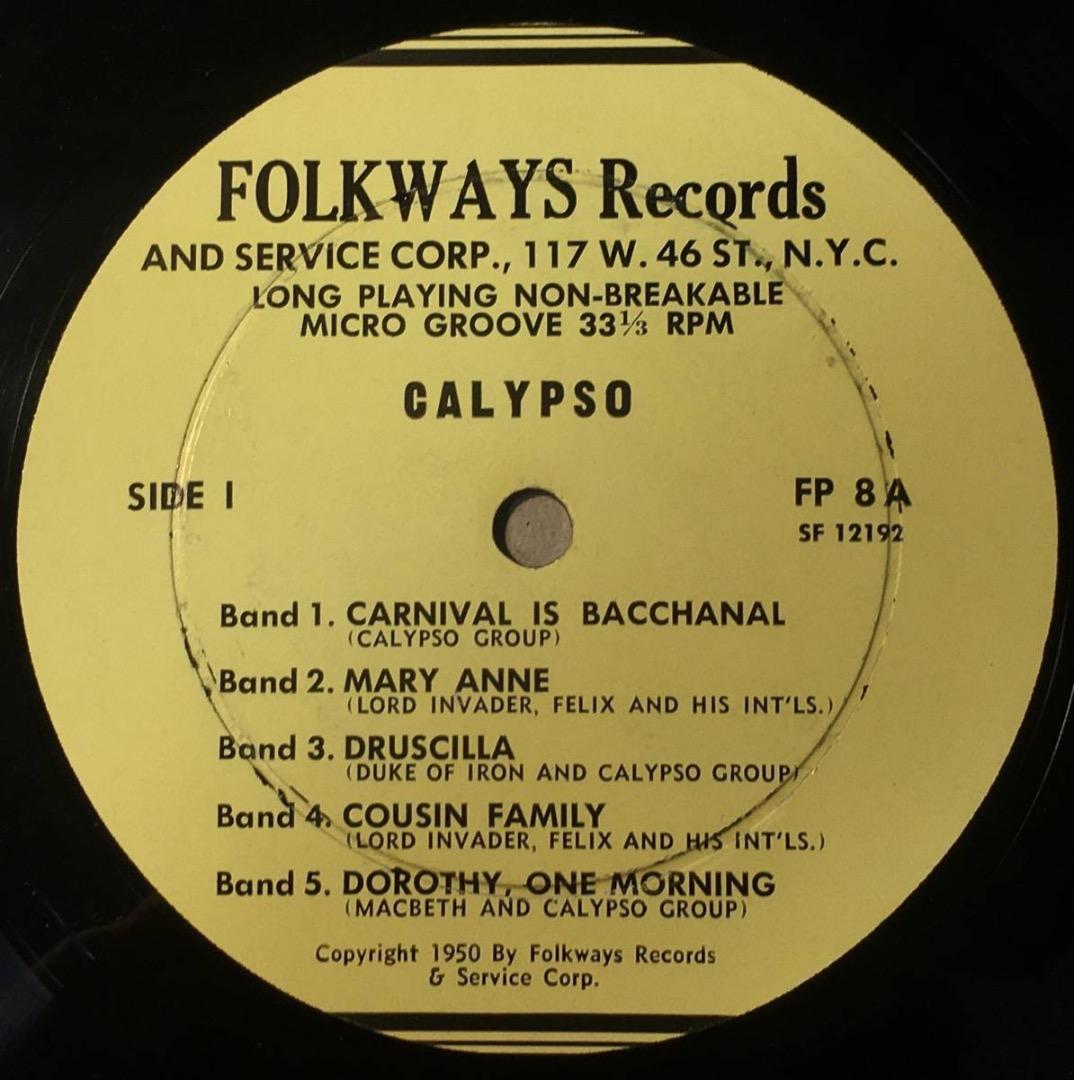 FOLKWAYS Records
AND SERVICE CORP., 117 W. 46 ST., N.Y.C.
LONG PLAYING NON-BREAKABLE
MICRO GROOVE 33⅓ RPM
CALYPSO
SIDE I
FP 8A
SF 12192
Band 1. CARNIVAL IS BACCHANAL
(CALYPSO GROUP)
Band 2. MARY ANNE
(LORD INVADER, FELIX AND HIS INT'LS.)
Band 3. DRUSCILLA
(DUKE OF IRON AND CALYPSO GROUP)
Band 4. COUSIN FAMILY
(LORD INVADER, FELIX AND HIS INT'LS.)
Band 5. DOROTHY, ONE MORNING
(MACBETH AND CALYPSO GROUP)
Copyright 1950 By Folkways Records
& Service Corp.